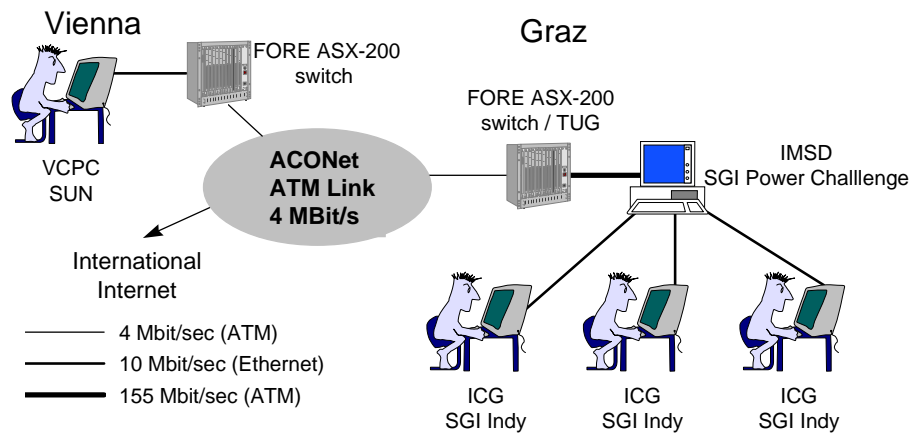 Vienna
FORE ASX-200
switch
VCPC
SUN
Graz
FORE ASX-200
switch / TUG
IMSD
SGI Power Challlenge
ACONet
ATM Link
4 MBit/s
International
Internet
4 Mbit/sec (ATM)
10 Mbit/sec (Ethernet)
155 Mbit/sec (ATM)
ICG
SGI Indy
ICG
SGI Indy
ICG
SGI Indy